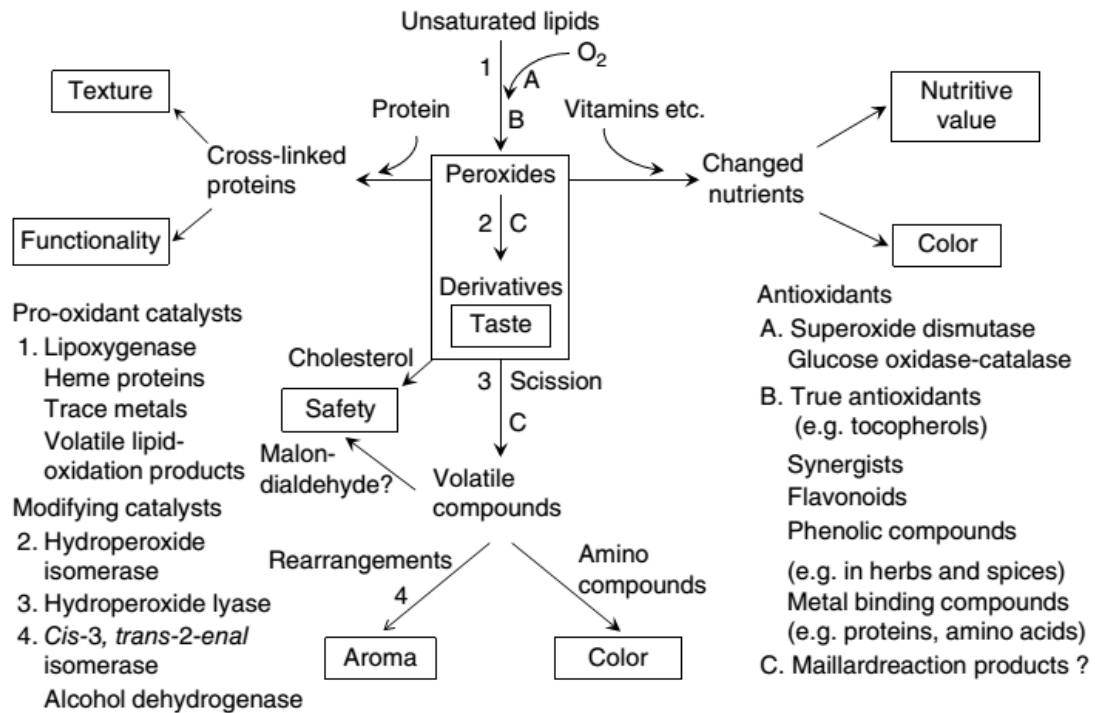 Unsaturated lipids
O2
1
A
B
Texture
Protein
Vitamins etc.
Nutritive
value
Cross-linked
proteins
Peroxides
Changed
nutrients
2
C
Functionality
Color
Derivatives
Taste
Cholesterol
3
Scission
Safety
C
Malon-
dialdehyde?
Volatile
compounds
Rearrangements
4
Amino
compounds
Aroma
Color
Pro-oxidant catalysts
1. Lipoxygenase
Heme proteins
Trace metals
Volatile lipid-
oxidation products
Modifying catalysts
2. Hydroperoxide
isomerase
3. Hydroperoxide lyase
4. Cis-3, trans-2-enal
isomerase
Alcohol dehydrogenase
Antioxidants
A. Superoxide dismutase
Glucose oxidase-catalase
B. True antioxidants
(e.g. tocopherols)
Synergists
Flavonoids
Phenolic compounds
(e.g. in herbs and spices)
Metal binding compounds
(e.g. proteins, amino acids)
C. Maillardreaction products ?